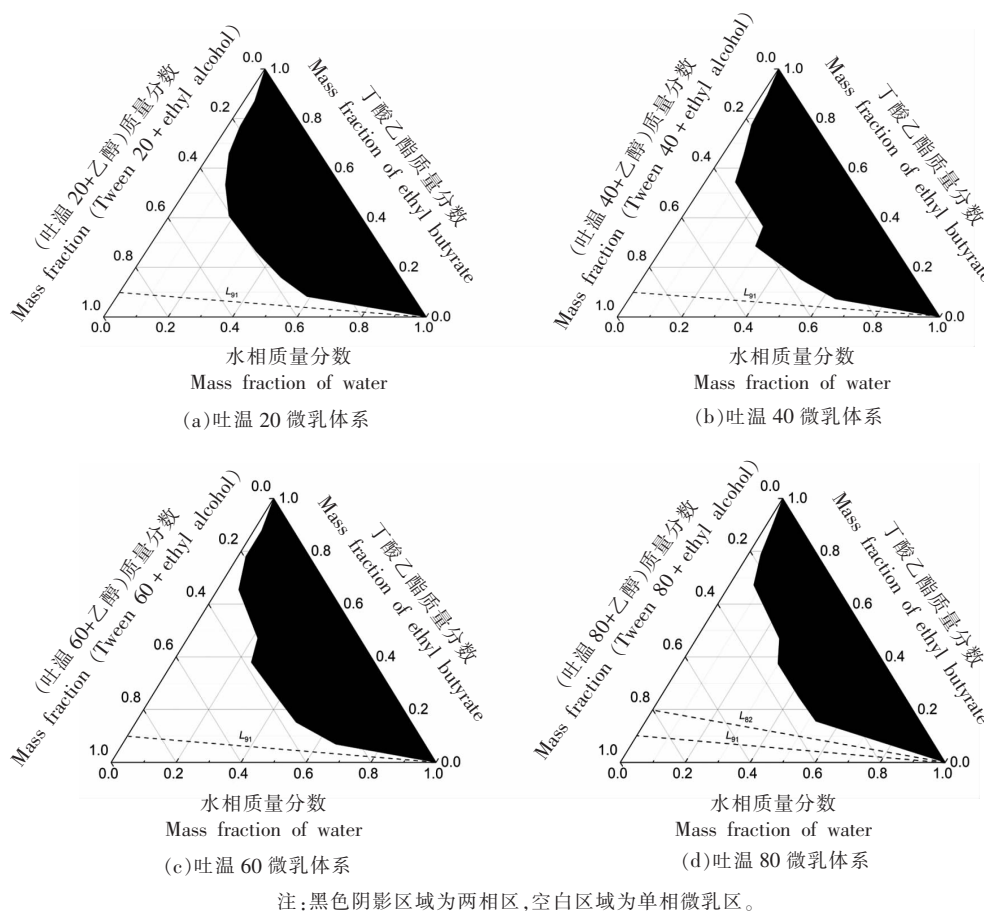 (吐温 20+乙醇)质量分数
Mass fraction (Tween 20 + ethyl alcohol)
丁酸乙酯质量分数
Mass fraction of ethyl butyrate
0.0
0.2
0.4
0.6
0.8
1.0
1.0
0.8
0.6
0.4
0.2
0.0
L91
0.0
0.2
0.4
0.6
0.8
1.0
水相质量分数
Mass fraction of water
(a)吐温 20 微乳体系
(吐温 40+乙醇)质量分数
Mass fraction (Tween 40 + ethyl alcohol)
丁酸乙酯质量分数
Mass fraction of ethyl butyrate
0.0
0.2
0.4
0.6
0.8
1.0
1.0
0.8
0.6
0.4
0.2
0.0
L91
0.0
0.2
0.4
0.6
0.8
1.0
水相质量分数
Mass fraction of water
(b)吐温 40 微乳体系
(吐温 60+乙醇)质量分数
Mass fraction (Tween 60 + ethyl alcohol)
丁酸乙酯质量分数
Mass fraction of ethyl butyrate
0.0
0.2
0.4
0.6
0.8
1.0
1.0
0.8
0.6
0.4
0.2
0.0
L91
0.0
0.2
0.4
0.6
0.8
1.0
水相质量分数
Mass fraction of water
(c)吐温 60 微乳体系
(吐温 80+乙醇)质量分数
Mass fraction (Tween 80 + ethyl alcohol)
丁酸乙酯质量分数
Mass fraction of ethyl butyrate
0.0
0.2
0.4
0.6
0.8
1.0
1.0
0.8
0.6
0.4
0.2
0.0
L82
L91
0.0
0.2
0.4
0.6
0.8
1.0
水相质量分数
Mass fraction of water
(d)吐温 80 微乳体系
注:黑色阴影区域为两相区,空白区域为单相微乳区。